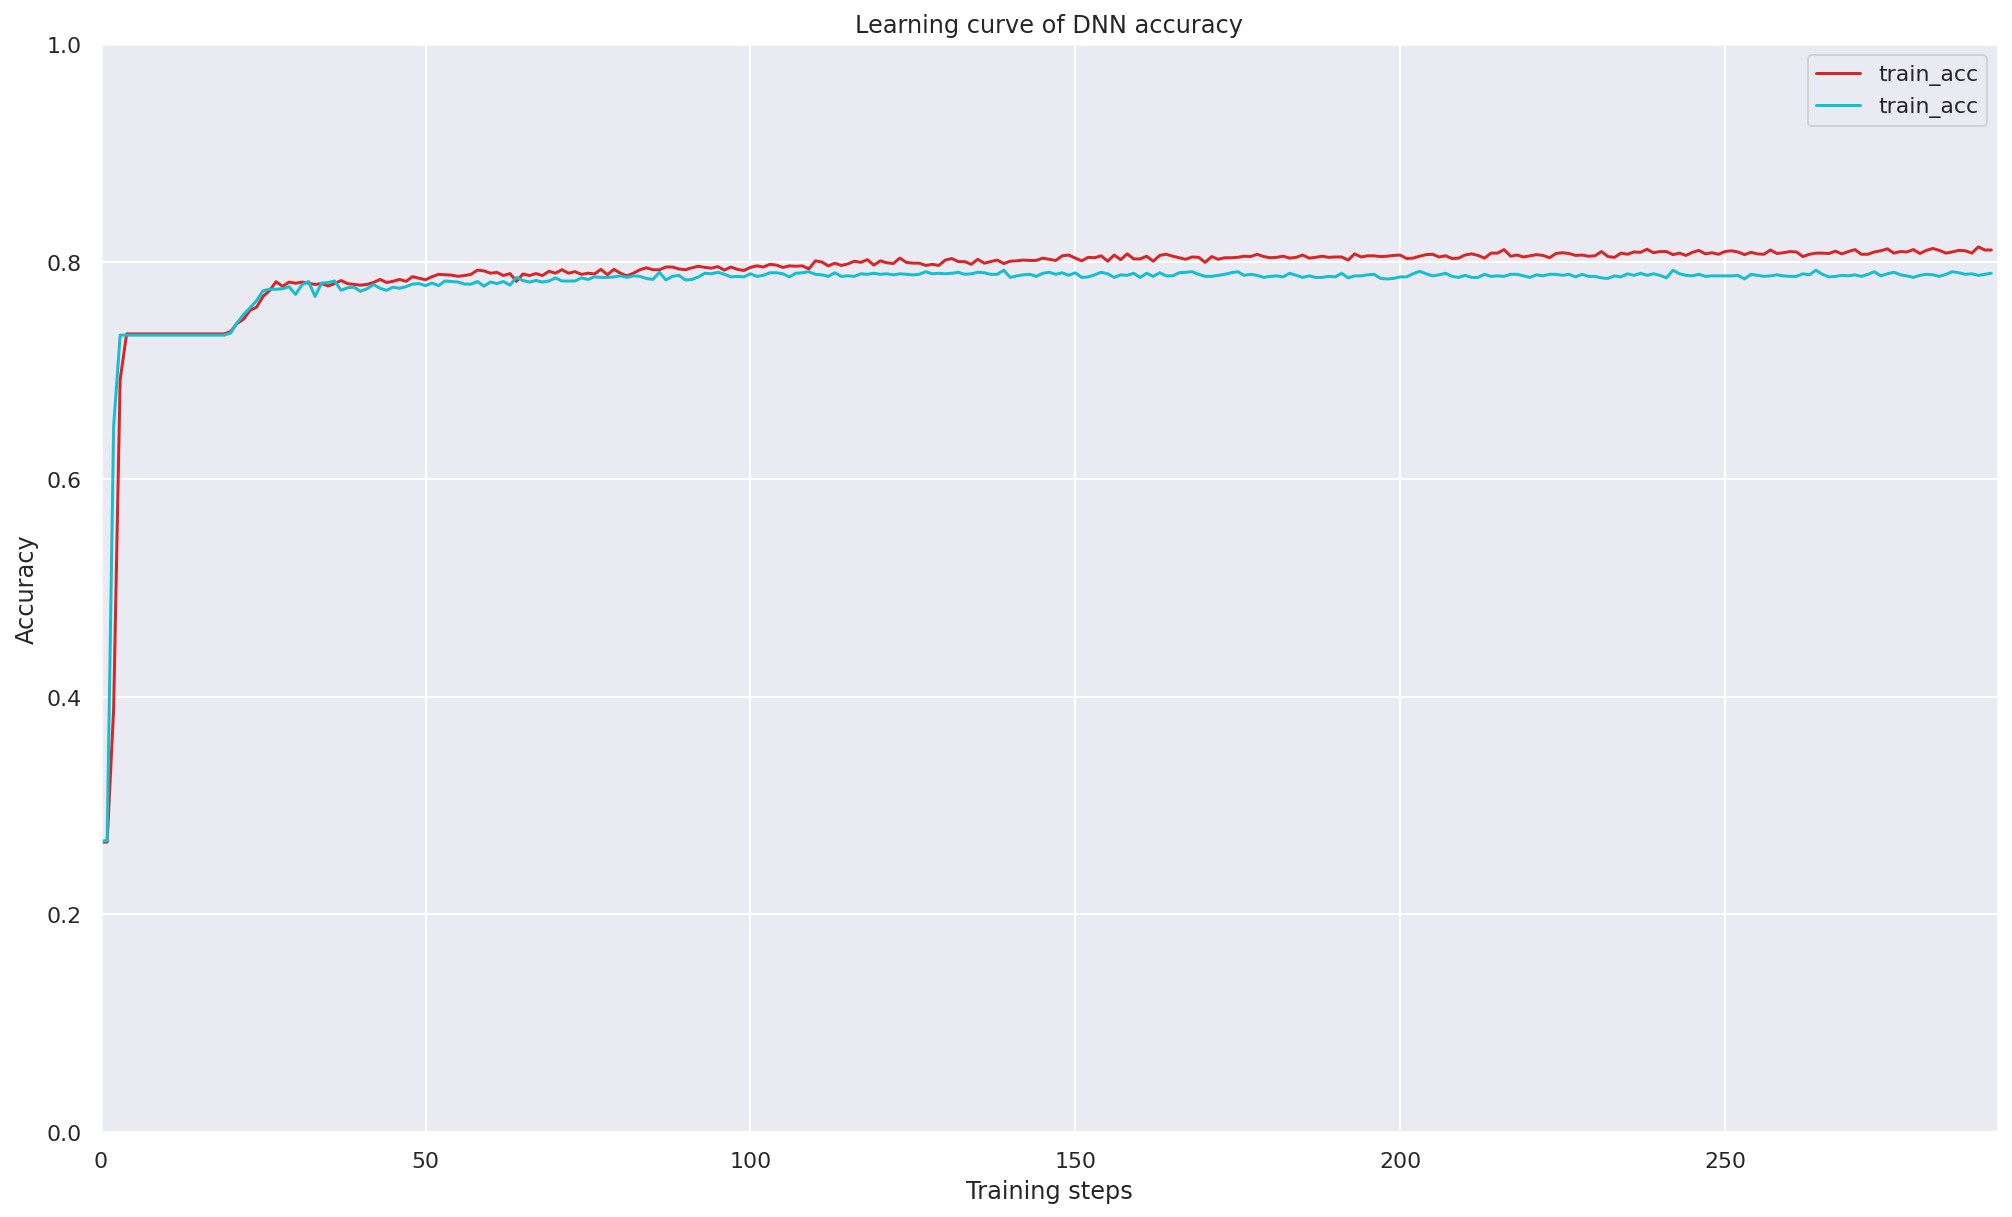 Learning curve of DNN accuracy
1.0
train_acc
train_acc
0.8
0.6
Accuracy
0.4
0.2
0.0
0 50 100 150 200 250
Training steps